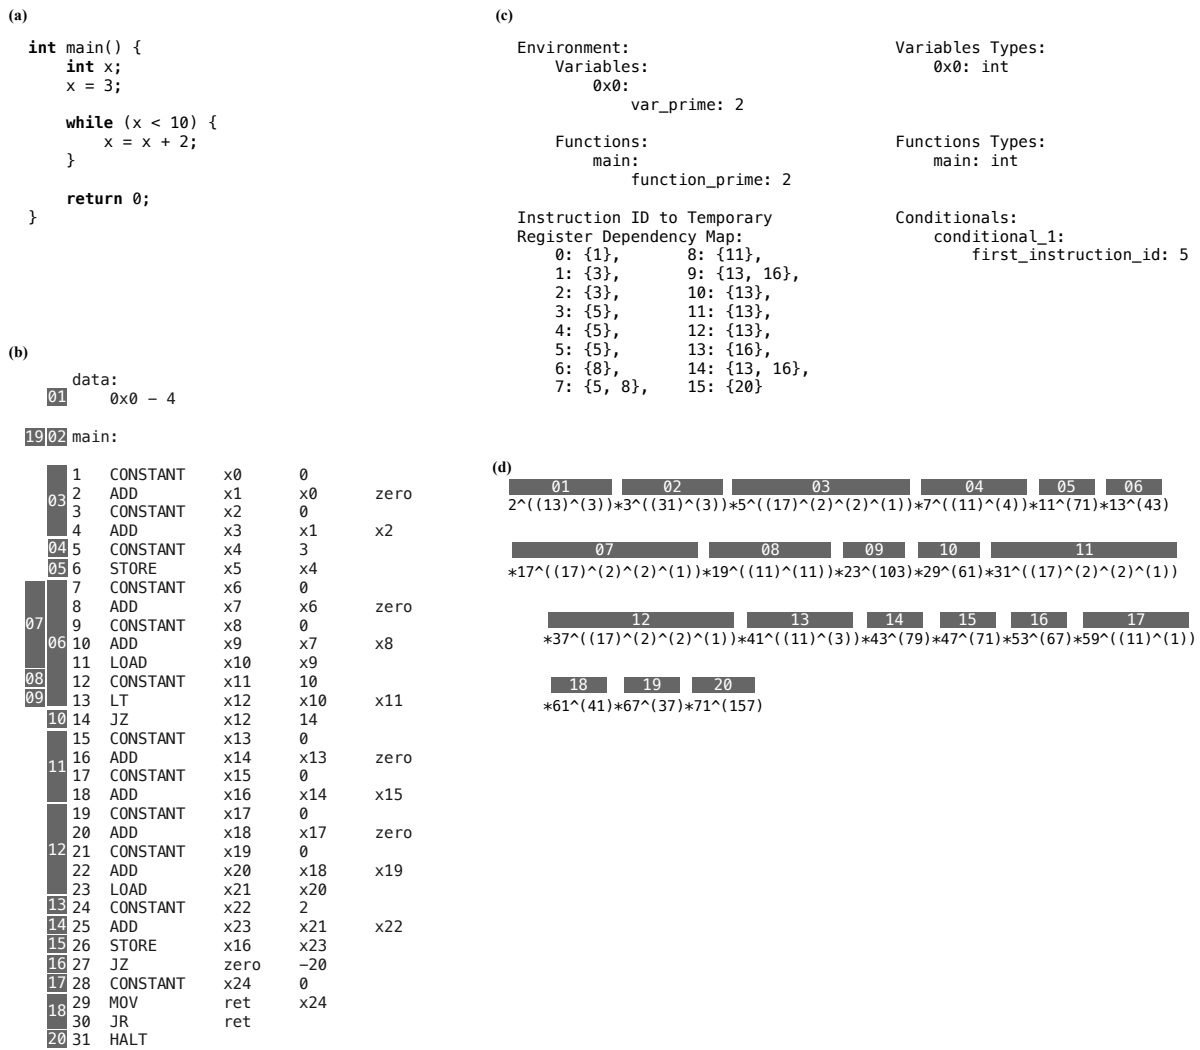 (a)
int main() {
int x;
x = 3;
while (x < 10) {
x = x + 2;
}
return 0;
}
(b)
data:
01 0x0 – 4
19 02 main:
03
1 CONSTANT x0 0
2 ADD x1 x0 zero
3 CONSTANT x2 0
4 ADD x3 x1 x2
04 5 CONSTANT x4 3
05 6 STORE x5 x4
07 06
7 CONSTANT x6 0
8 ADD x7 x6 zero
9 CONSTANT x8 0
10 ADD x9 x7 x8
11 LOAD x10 x9
08 12 CONSTANT x11 10
09 13 LT x12 x10 x11
10 14 JZ x12 14
11
15 CONSTANT x13 0
16 ADD x14 x13 zero
17 CONSTANT x15 0
18 ADD x16 x14 x15
12
19 CONSTANT x17 0
20 ADD x18 x17 zero
21 CONSTANT x19 0
22 ADD x20 x18 x19
23 LOAD x21 x20
13 24 CONSTANT x22 2
14 25 ADD x23 x21 x22
15 26 STORE x16 x23
16 27 JZ zero –20
17 28 CONSTANT x24 0
18
29 MOV ret x24
30 JR ret
20 31 HALT
(c)
Environment:
Variables:
0x0:
var_prime: 2
Functions:
main:
function_prime: 2
Variables Types:
0x0: int
Functions Types:
main: int
Instruction ID to Temporary
Register Dependency Map:
0: {1}, 8: {11},
1: {3}, 9: {13, 16},
2: {3}, 10: {13},
3: {5}, 11: {13},
4: {5}, 12: {13},
5: {5}, 13: {16},
6: {8}, 14: {13, 16},
7: {5, 8}, 15: {20}
Conditionals:
conditional_1:
first_instruction_id: 5
(d)
01 02 03 04 05 06
2^((13)^(3))*3^((31)^(3))*5^((17)^(2)^(2)^(1))*7^((11)^(4))*11^(71)*13^(43)
07 08 09 10 11
*17^((17)^(2)^(2)^(1))*19^((11)^(11))*23^(103)*29^(61)*31^((17)^(2)^(2)^(1))
12 13 14 15 16 17
*37^((17)^(2)^(2)^(1))*41^((11)^(3))*43^(79)*47^(71)*53^(67)*59^((11)^(1))
18 19 20
*61^(41)*67^(37)*71^(157)